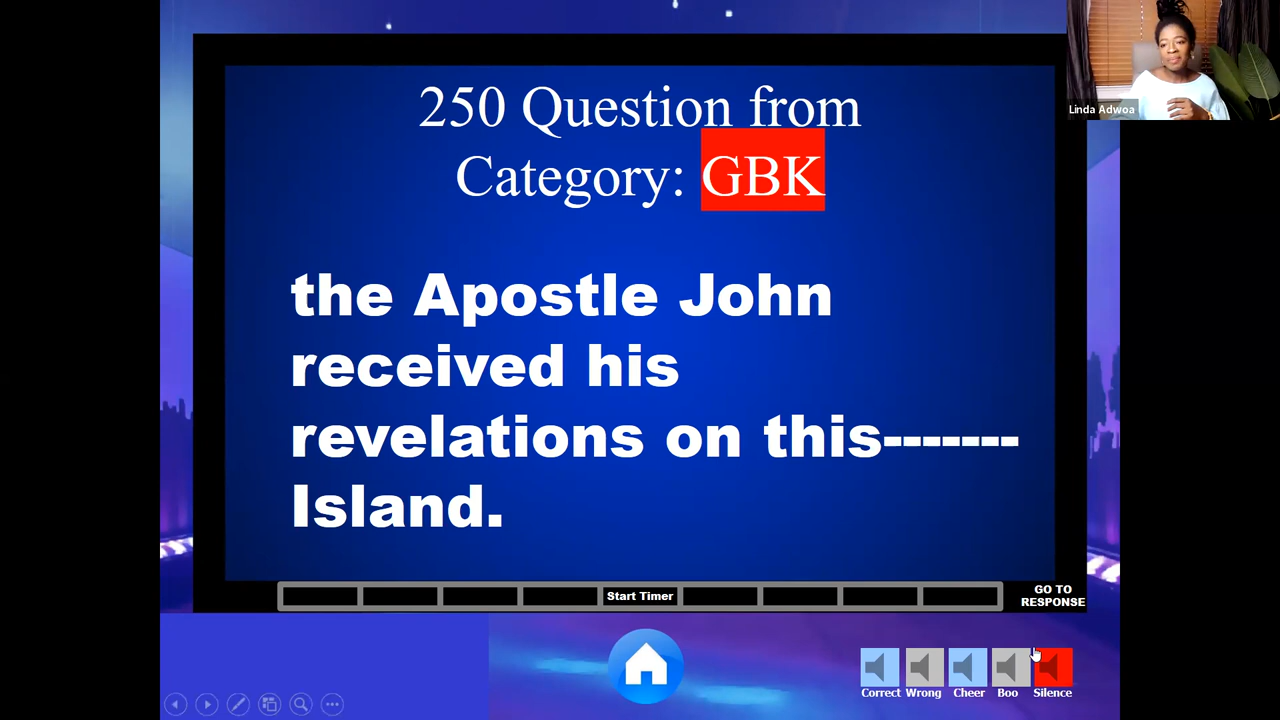 250 Question from
Category: GBK
Linda Adwoa
the Apostle John
received his
revelations on this-------
Island.
Start Timer
GO TO
RESPONSE
Correct Wrong Cheer Boo Silence